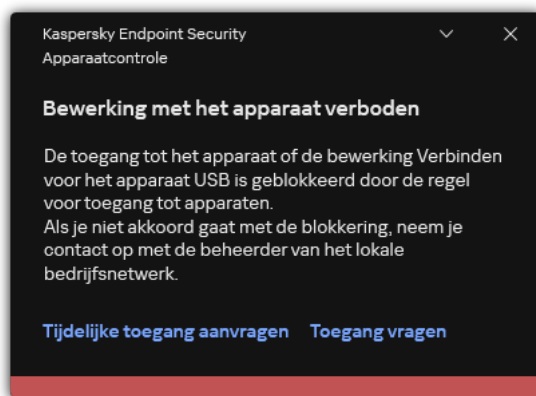 Kaspersky Endpoint Security
Apparaatcontrole
Bewerking met het apparaat verboden
De toegang tot het apparaat of de bewerking Verbinden
voor het apparaat USB is geblokkeerd door de regel
voor toegang tot apparaten.
Als je niet akkoord gaat met de blokkering, neem je
contact op met de beheerder van het lokale
bedrijfsnetwerk.
Tijdelijke toegang aanvragen Toegang vragen